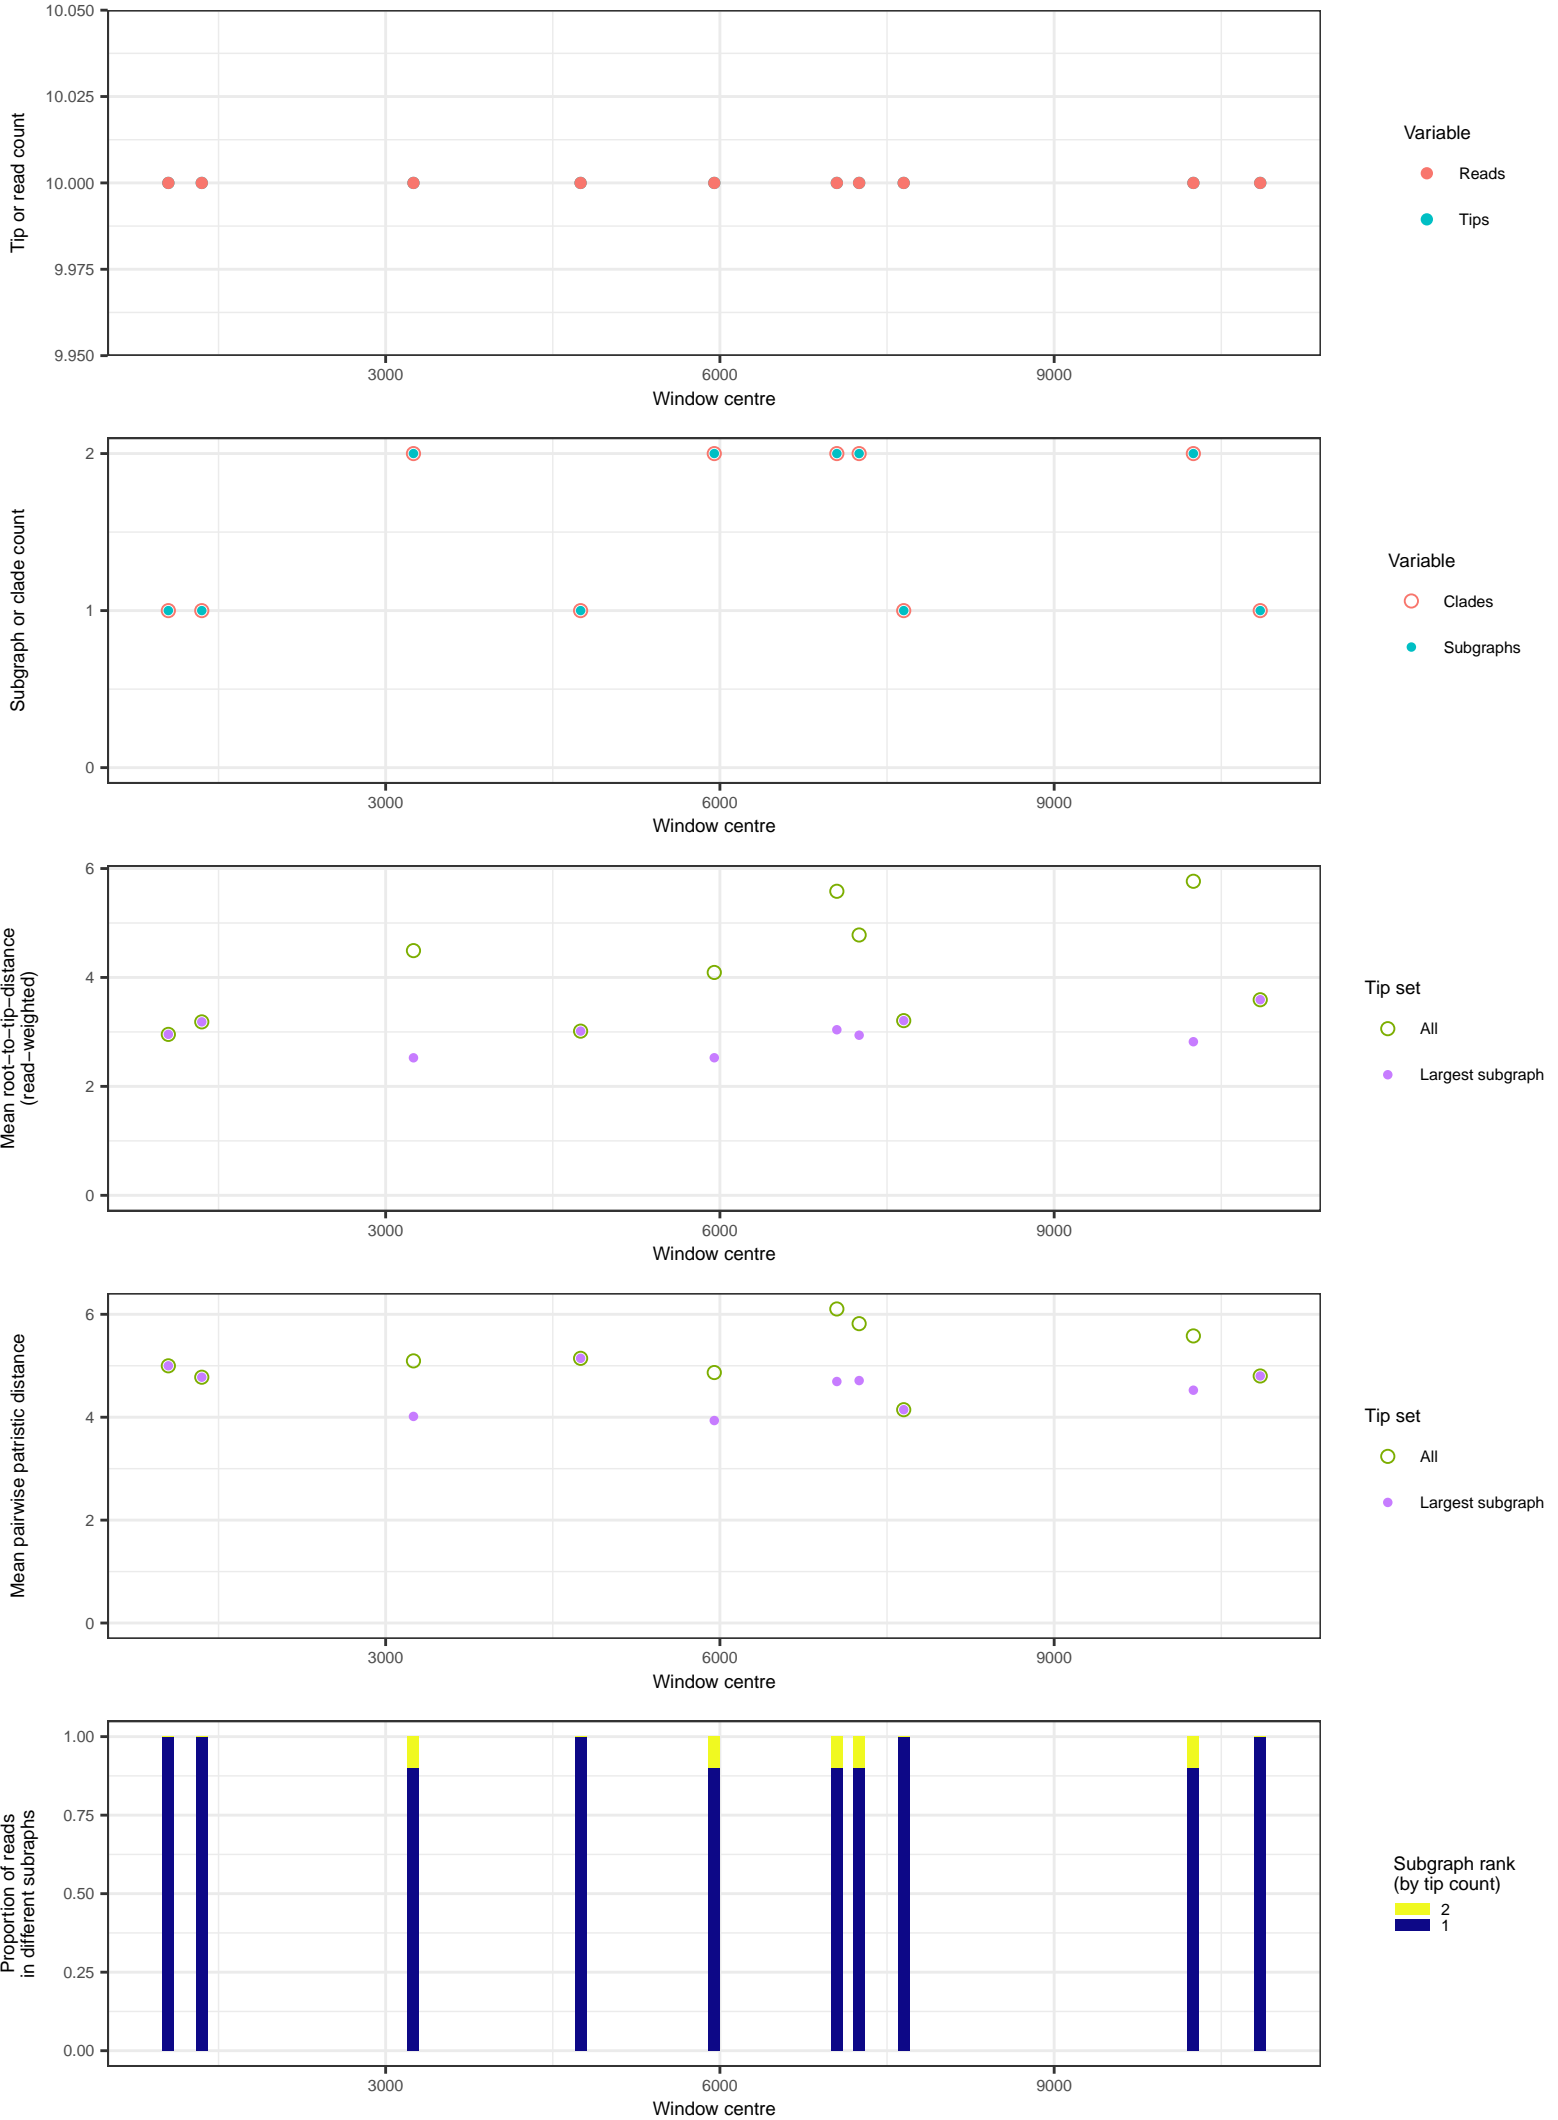 10.050
10.025
10.000
9.975
9.950
Tip or read count
3000
6000
9000
Window centre
Variable
Reads
Tips
2
1
0
Subgraph or clade count
3000
6000
9000
Window centre
Variable
Clades
Subgraphs
6
4
2
0
Mean root−to−tip−distance
(read−weighted)
3000
6000
9000
Window centre
Tip set
All
Largest subgraph
6
4
2
0
Mean pairwise patristic distance
3000
6000
9000
Window centre
Tip set
All
Largest subgraph
1.00
0.75
0.50
0.25
0.00
Proportion of reads
in different subraphs
3000
6000
9000
Window centre
Subgraph rank
(by tip count)
2
1